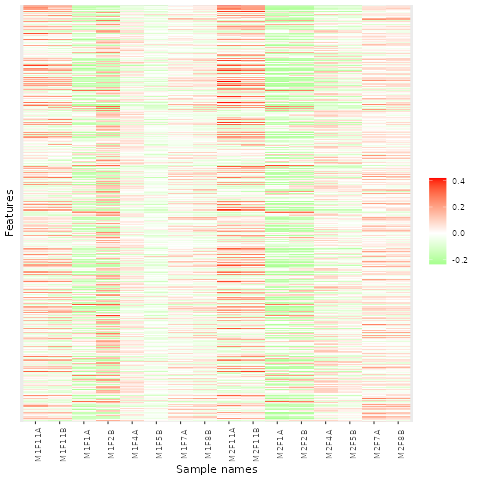 Features
0.4
0.2
0.0
-0.2
M1F11A
M1F11B
M1F1A
M1F2B
M1F4A
M1F5B
M1F7A
M1F8B
M2F11A
M2F11B
M2F1A
M2F2B
M2F4A
M2F5B
M2F7A
M2F8B
Sample names